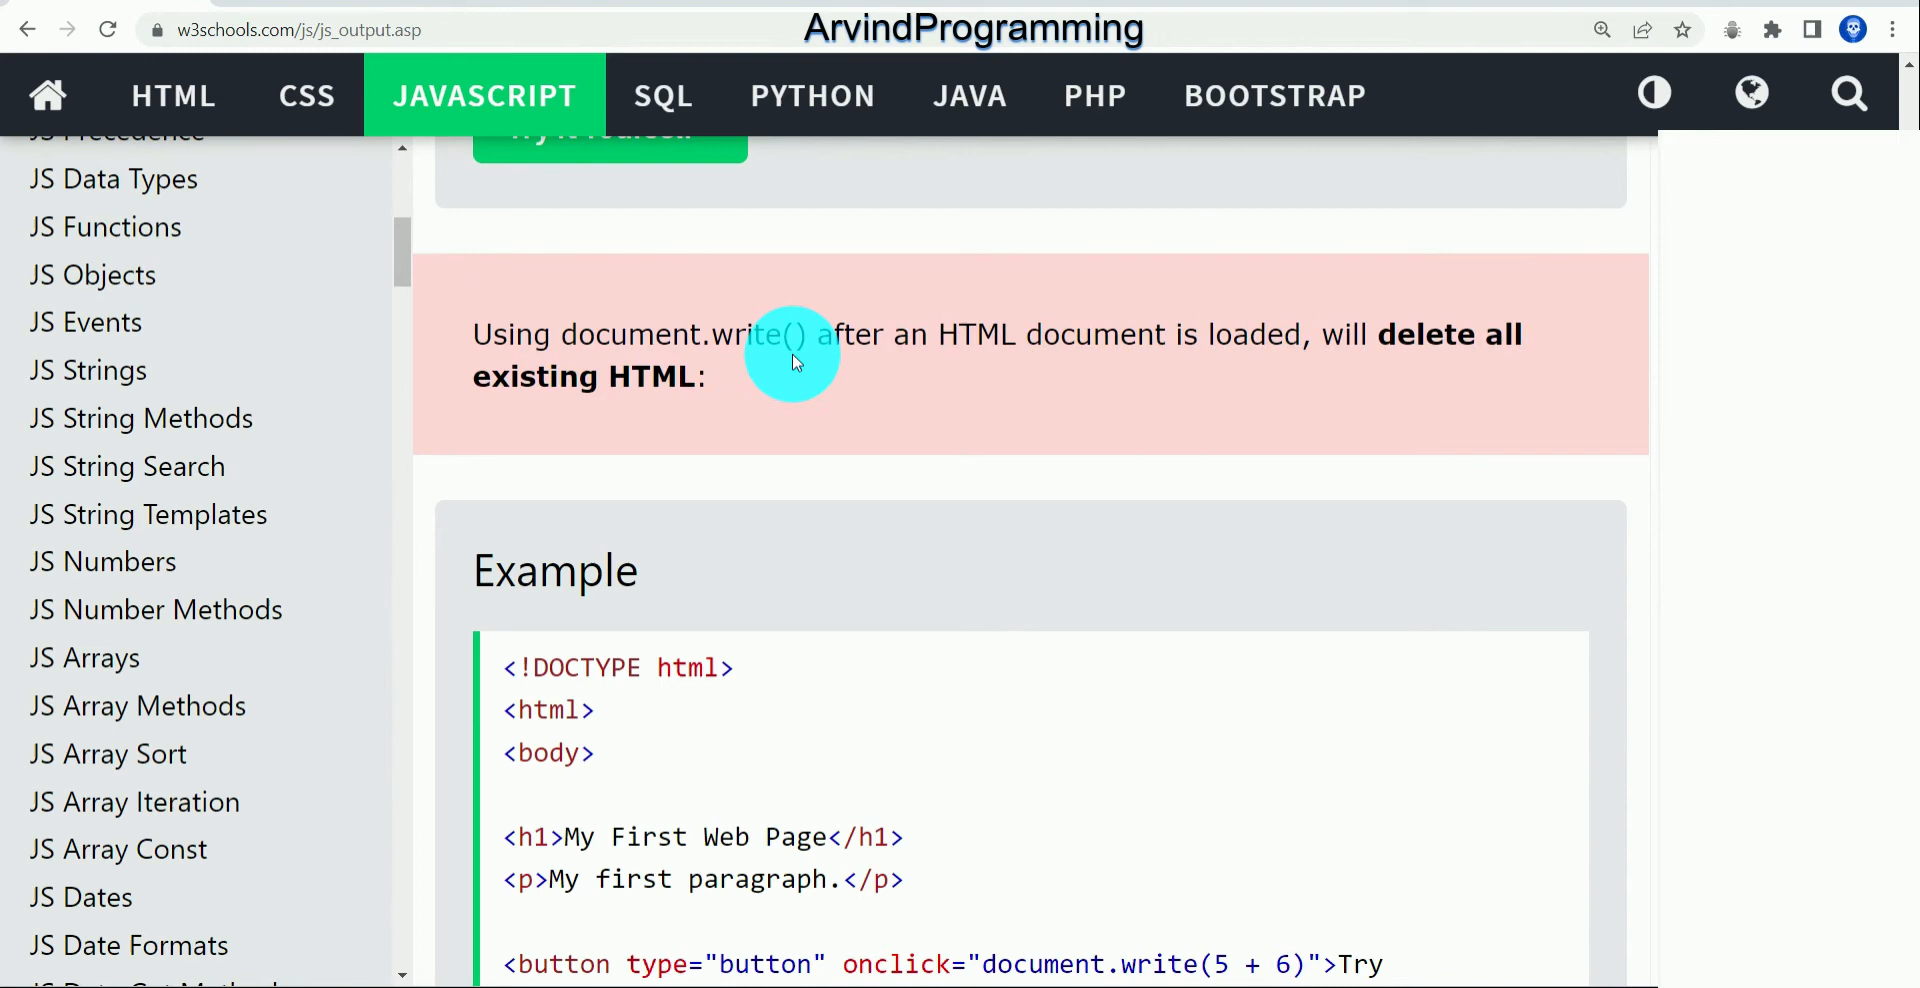 w3schools.com/js/js_output.asp
ArvindProgramming
HTML CSS JAVASCRIPT SQL PYTHON JAVA PHP BOOTSTRAP
JS Data Types
JS Functions
JS Objects
JS Events
JS Strings
JS String Methods
JS String Search
JS String Templates
JS Numbers
JS Number Methods
JS Arrays
JS Array Methods
JS Array Sort
JS Array Iteration
JS Array Const
JS Dates
JS Date Formats
Using document.write() after an HTML document is loaded, will delete all
existing HTML:
Example
<!DOCTYPE html>
<html>
<body>
<h1>My First Web Page</h1>
<p>My first paragraph.</p>
<button type="button" onclick="document.write(5 + 6)">Try